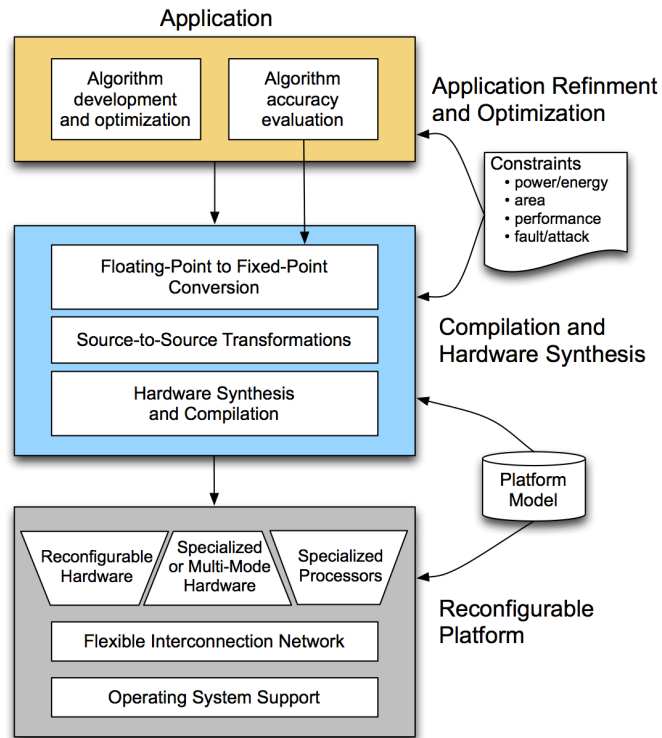 Application
Algorithm
development
and optimization
Algorithm
accuracy
evaluation
Application Refinment
and Optimization
Constraints
• power/energy
• area
• performance
• fault/attack
Floating-Point to Fixed-Point
Conversion
Source-to-Source Transformations
Hardware Synthesis
and Compilation
Compilation and
Hardware Synthesis
Platform
Model
Reconfigurable
Hardware
Specialized
or Multi-Mode
Hardware
Specialized
Processors
Flexible Interconnection Network
Operating System Support
Reconfigurable
Platform